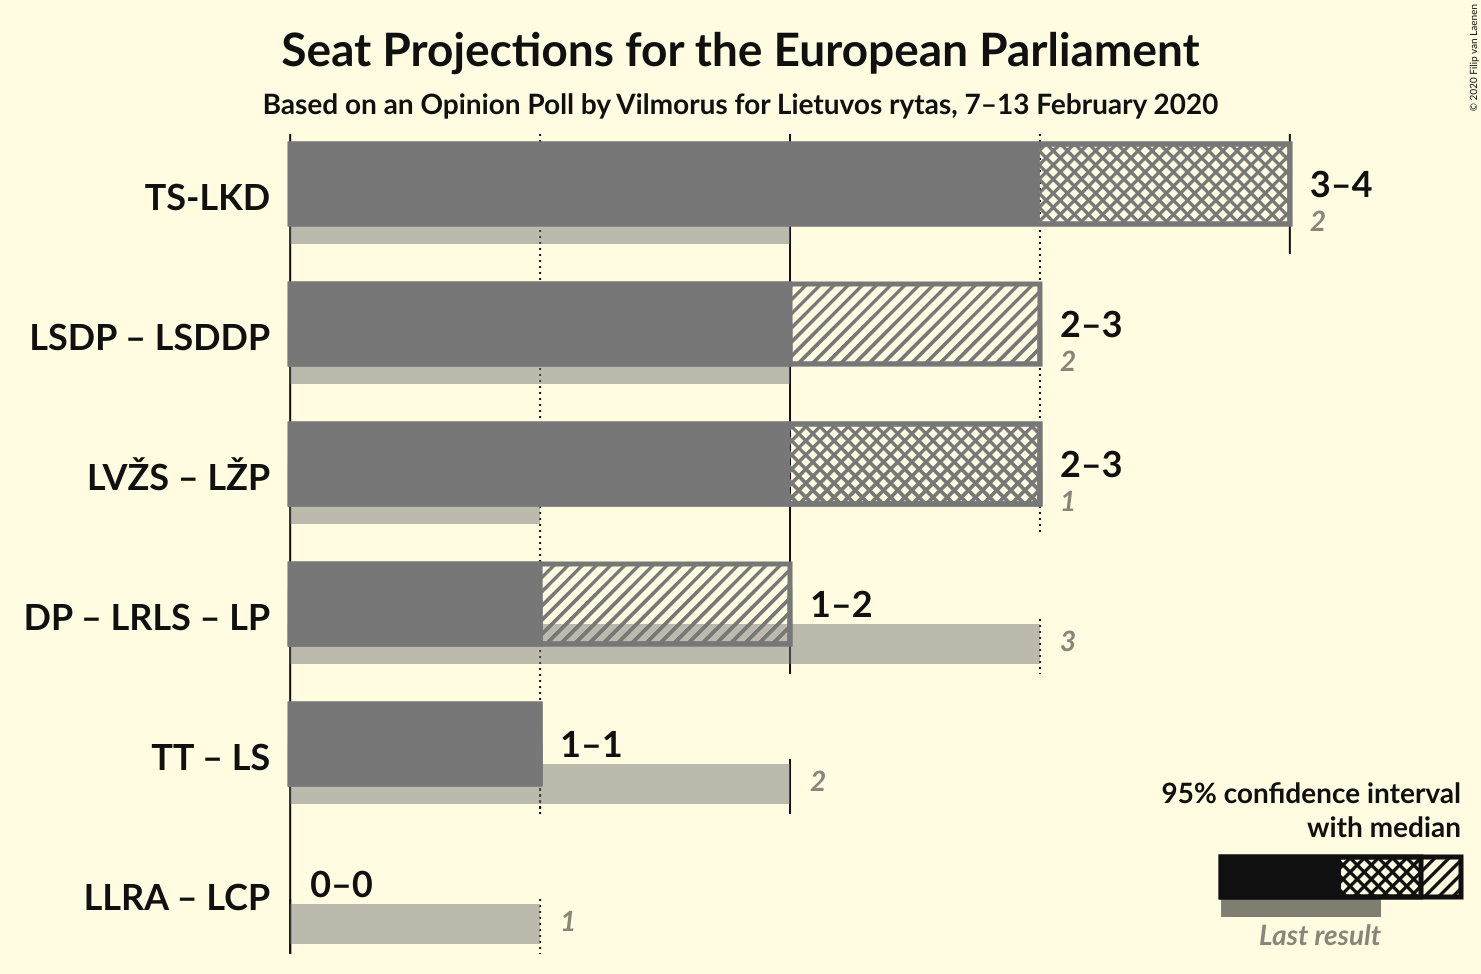 Seat Projections for the European Parliament
Based on an Opinion Poll by Vilmorus for Lietuvos rytas, 7–13 February 2020
© 2020 Filip van Laenen
TS-LKD
3–4
2
LSDP – LSDDP
2–3
2
LVŽS – LŽP
2–3
1
DP – LRLS – LP
1–2
3
TT – LS
1–1
2
LLRA – LCP
0–0
1
95% confidence interval
with median
Last result